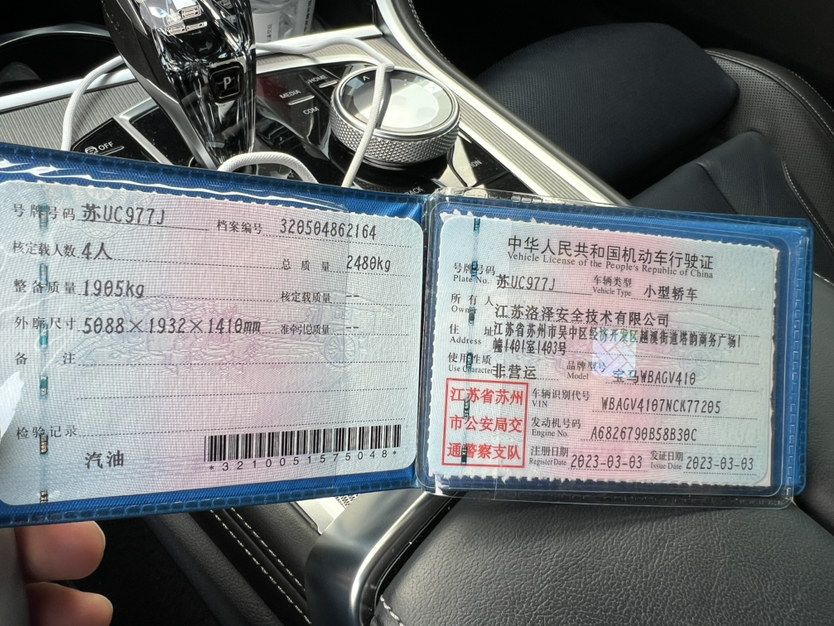 P
MEDIA
COM
OFF
号牌号码 苏UC977J 档案编号 320504862164
核定载人数 4人 总质量 2480kg
整备质量 1905kg 核定载质量 --
外廓尺寸 5088×1932×1410mm 准牵引总质量 --
备注
检验记录
汽油
*3210051575048*
中华人民共和国机动车行驶证
Vehicle License of the People's Republic of China
号牌号码 苏UC977J 车辆类型 小型轿车
Plate No. Vehicle Type
所有人 江苏洛泽安全技术有限公司
住址 江苏省苏州市吴中区经济开发区越溪街道塔韵商务广场1
Address 幢1401室1403号
使用性质 非营运 品牌型号 宝马WBAGV410
Use Character Model
江苏省苏州
市公安局交
通警察支队
车辆识别代号 WBAGV4107NCK77205
VIN
发动机号码 A6826790B58B30C
Engine No.
注册日期 2023-03-03 发证日期 2023-03-03
Register Date Issue Date